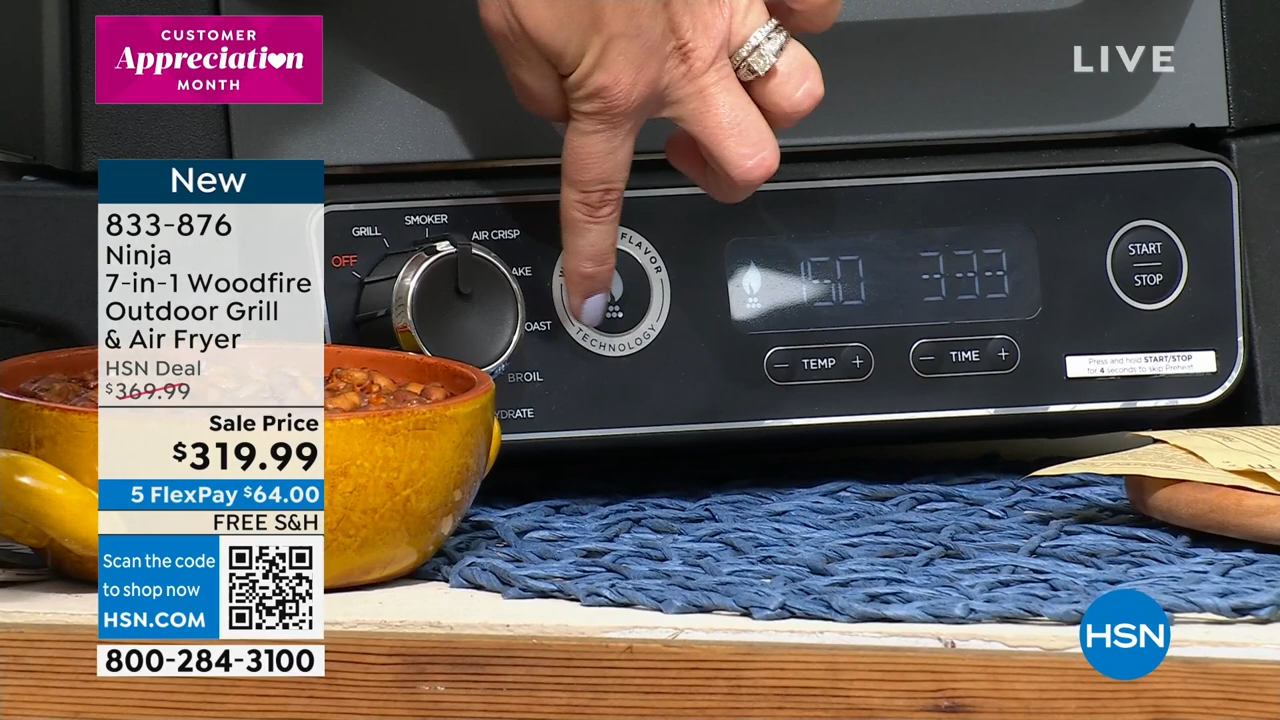 CUSTOMER
Appreciation
MONTH
LIVE
New
833-876
Ninja
7-in-1 Woodfire
Outdoor Grill
& Air Fryer
HSN Deal
$369.99
Sale Price
$319.99
5 FlexPay $64.00
FREE S&H
Scan the code
to shop now
HSN.COM
800-284-3100
OFF
GRILL
SMOKER
AIR CRISP
AKE
OAST
BROIL
YDRATE
FLAVOR
TECHNOLOGY
− TEMP +
− TIME +
START
STOP
Press and hold START/STOP
for 4 seconds to skip Preheat
HSN